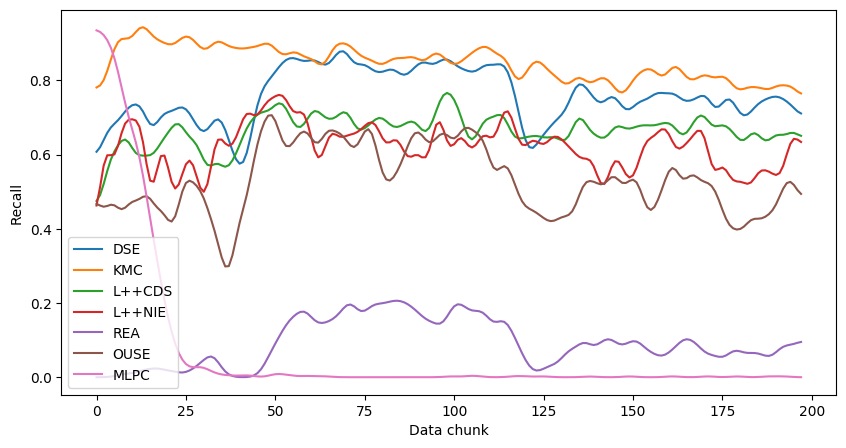 Recall
0.8
0.6
0.4
0.2
0.0
DSE
KMC
L++CDS
L++NIE
REA
OUSE
MLPC
0 25 50 75 100 125 150 175 200
Data chunk